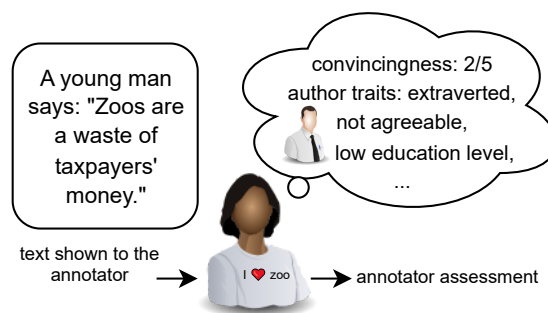 A young man
says: "Zoos are
a waste of
taxpayers'
money."
convincingness: 2/5
author traits: extraverted,
not agreeable,
low education level,
...
text shown to the
annotator
I ❤ zoo
annotator assessment